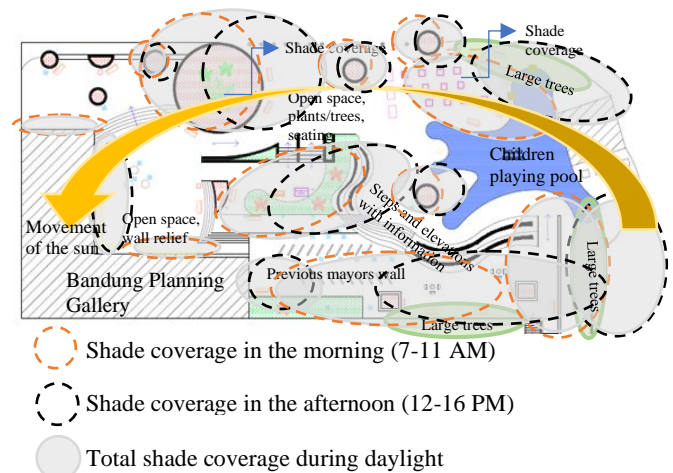 Shade coverage
Shade
coverage
Large trees
Open space,
plants/trees,
seating
Children
playing pool
Steps and elevations
with information
Movement
of the sun
Open space,
wall relief
Bandung Planning
Gallery
Previous mayors wall
Large trees
Large trees
Shade coverage in the morning (7-11 AM)
Shade coverage in the afternoon (12-16 PM)
Total shade coverage during daylight